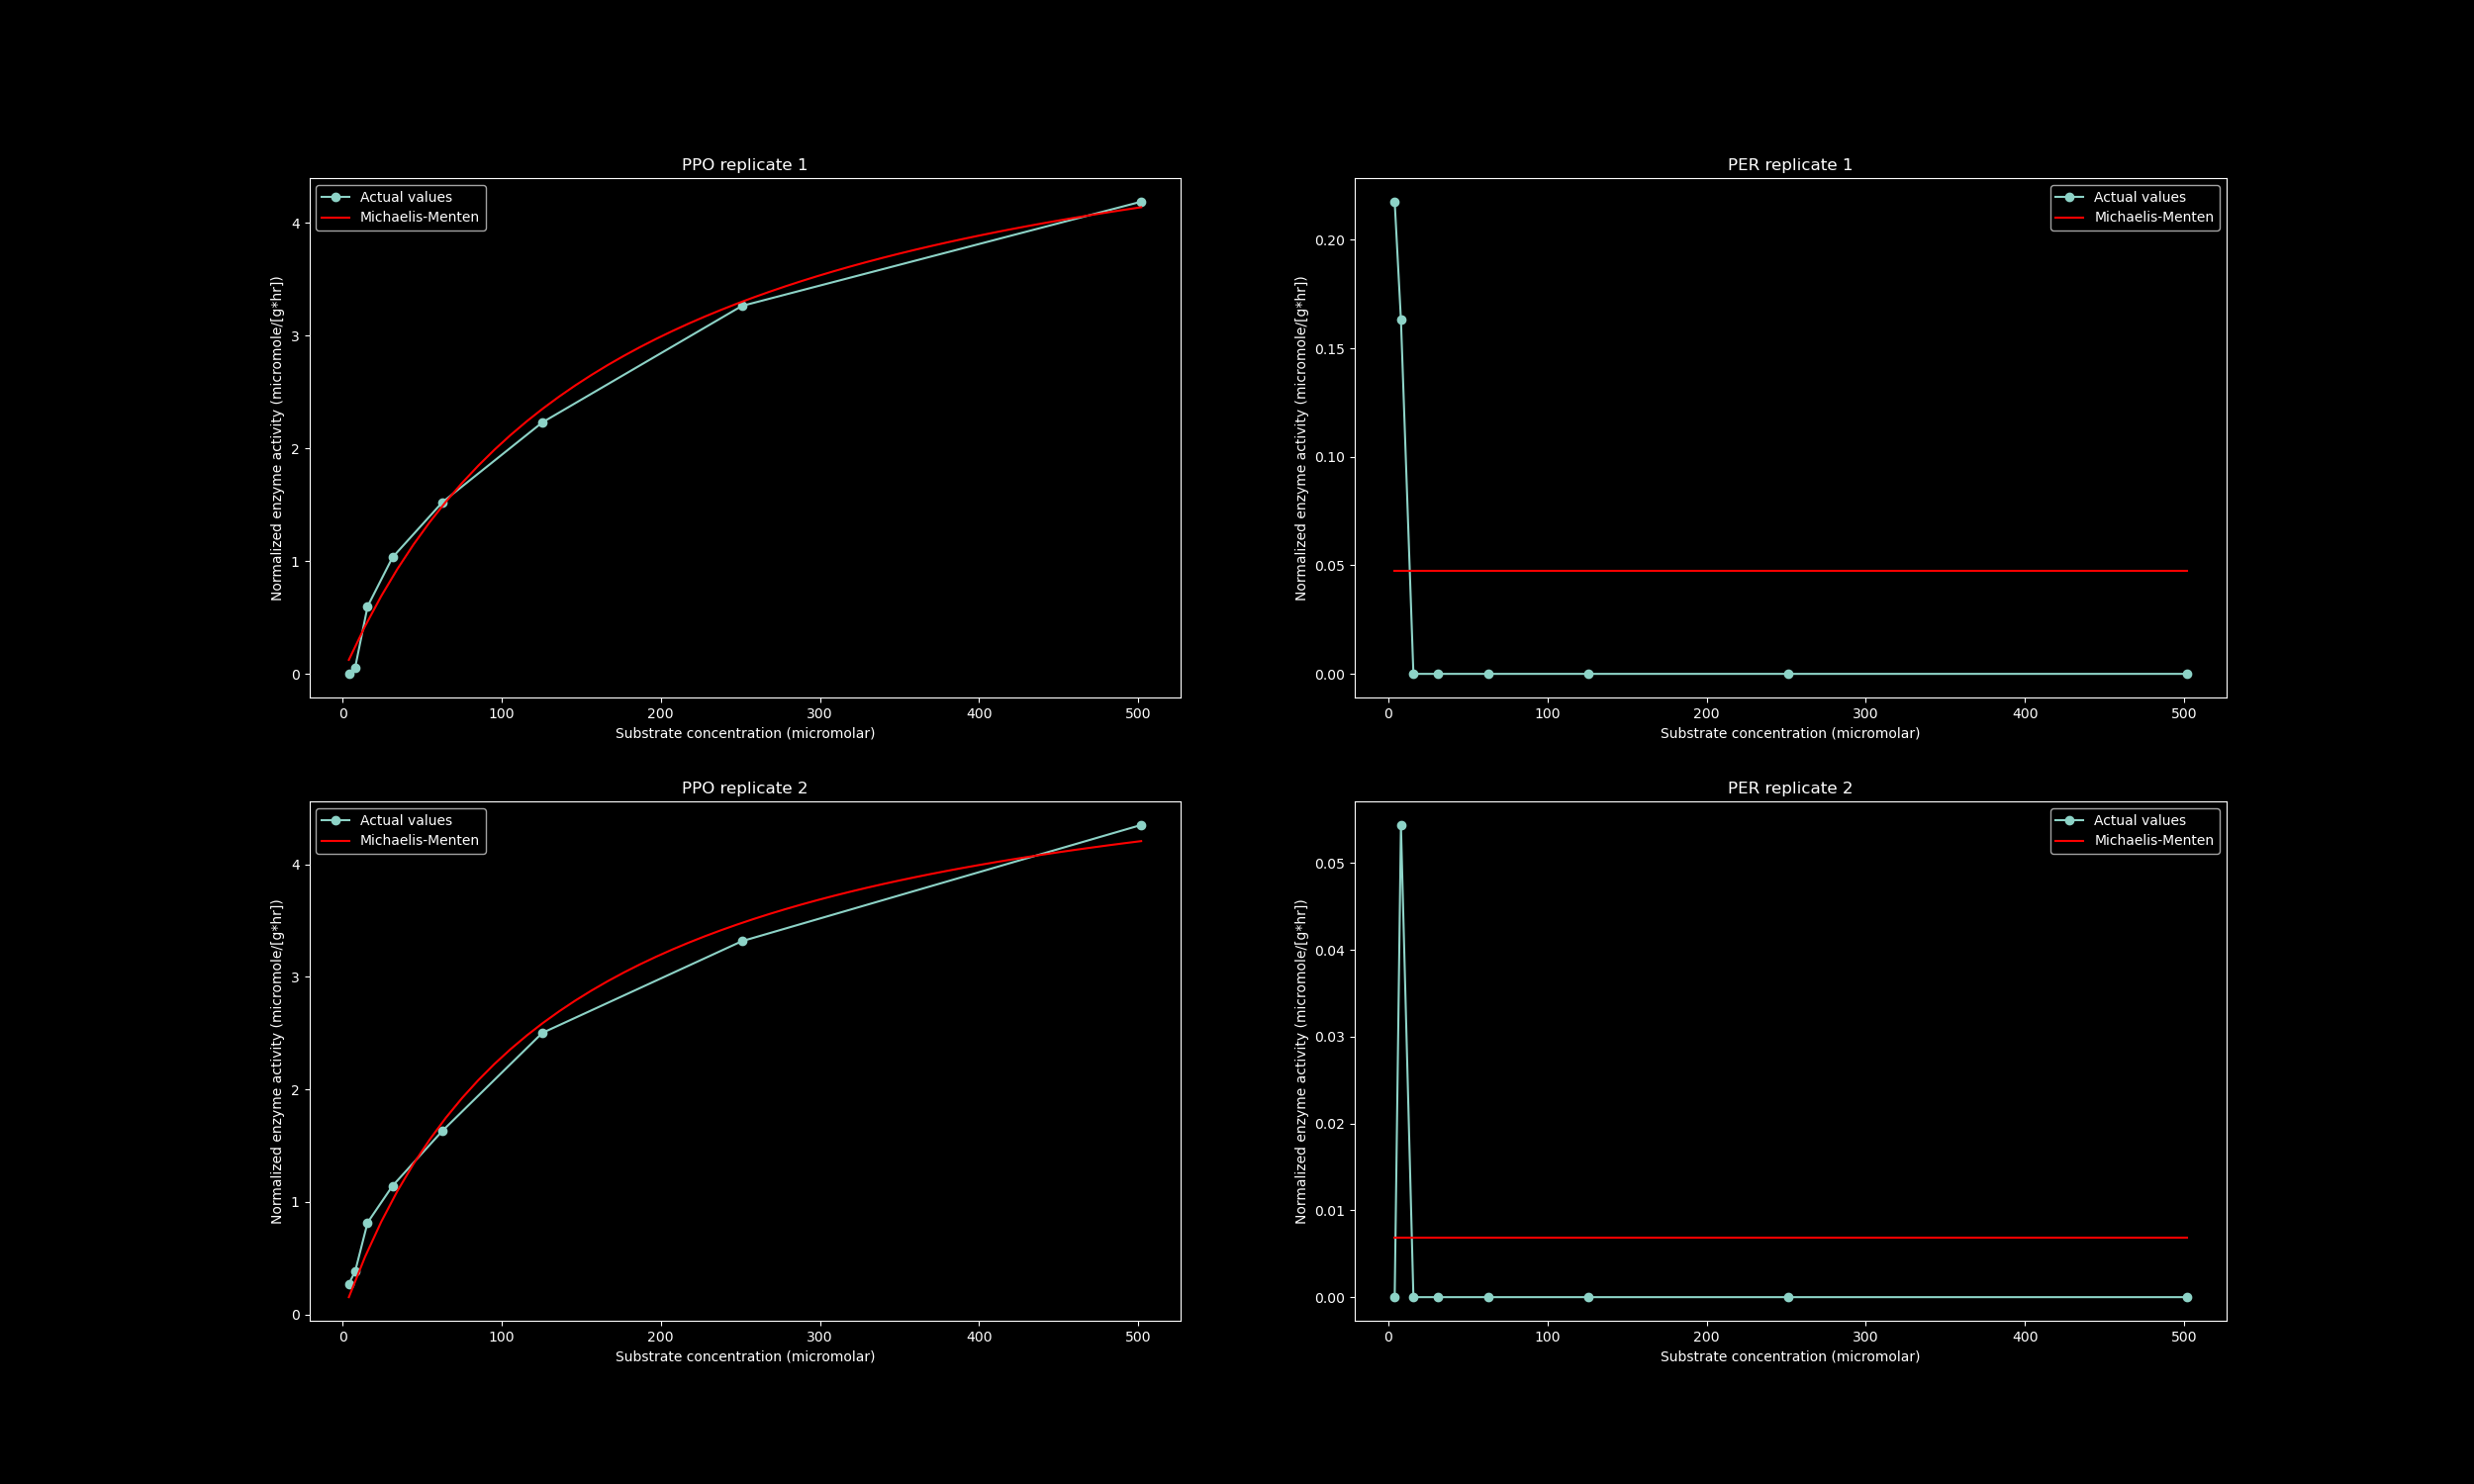 PPO replicate 1
Actual values
Michaelis-Menten
Normalized enzyme activity (micromole/[g*hr])
4
3
2
1
0
0 100 200 300 400 500
Substrate concentration (micromolar)
PER replicate 1
Actual values
Michaelis-Menten
Normalized enzyme activity (micromole/[g*hr])
0.20
0.15
0.10
0.05
0.00
0 100 200 300 400 500
Substrate concentration (micromolar)
PPO replicate 2
Actual values
Michaelis-Menten
Normalized enzyme activity (micromole/[g*hr])
4
3
2
1
0
0 100 200 300 400 500
Substrate concentration (micromolar)
PER replicate 2
Actual values
Michaelis-Menten
Normalized enzyme activity (micromole/[g*hr])
0.05
0.04
0.03
0.02
0.01
0.00
0 100 200 300 400 500
Substrate concentration (micromolar)